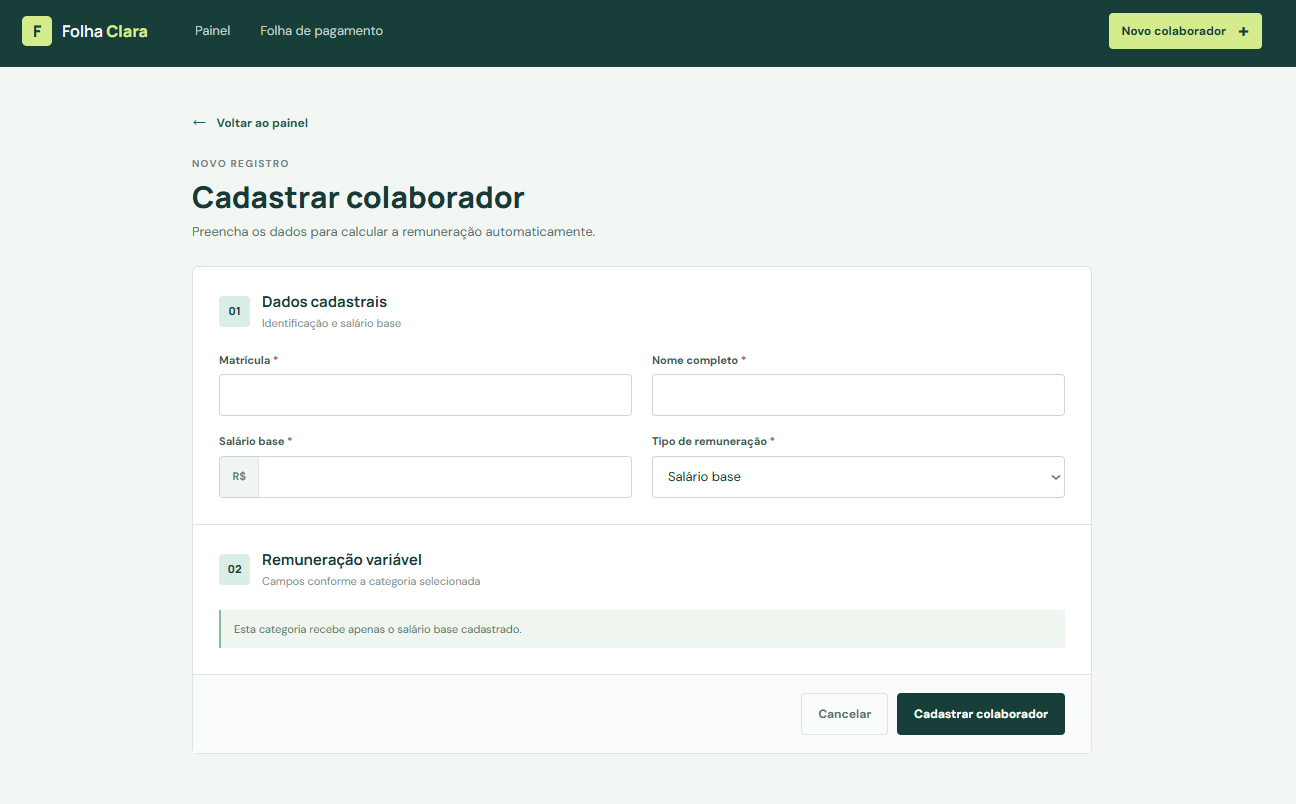 F Folha Clara Painel Folha de pagamento Novo colaborador +
← Voltar ao painel
NOVO REGISTRO
Cadastrar colaborador
Preencha os dados para calcular a remuneração automaticamente.
01 Dados cadastrais
Identificação e salário base
Matrícula * Nome completo *
Salário base * Tipo de remuneração *
R$ Salário base
02 Remuneração variável
Campos conforme a categoria selecionada
Esta categoria recebe apenas o salário base cadastrado.
Cancelar Cadastrar colaborador